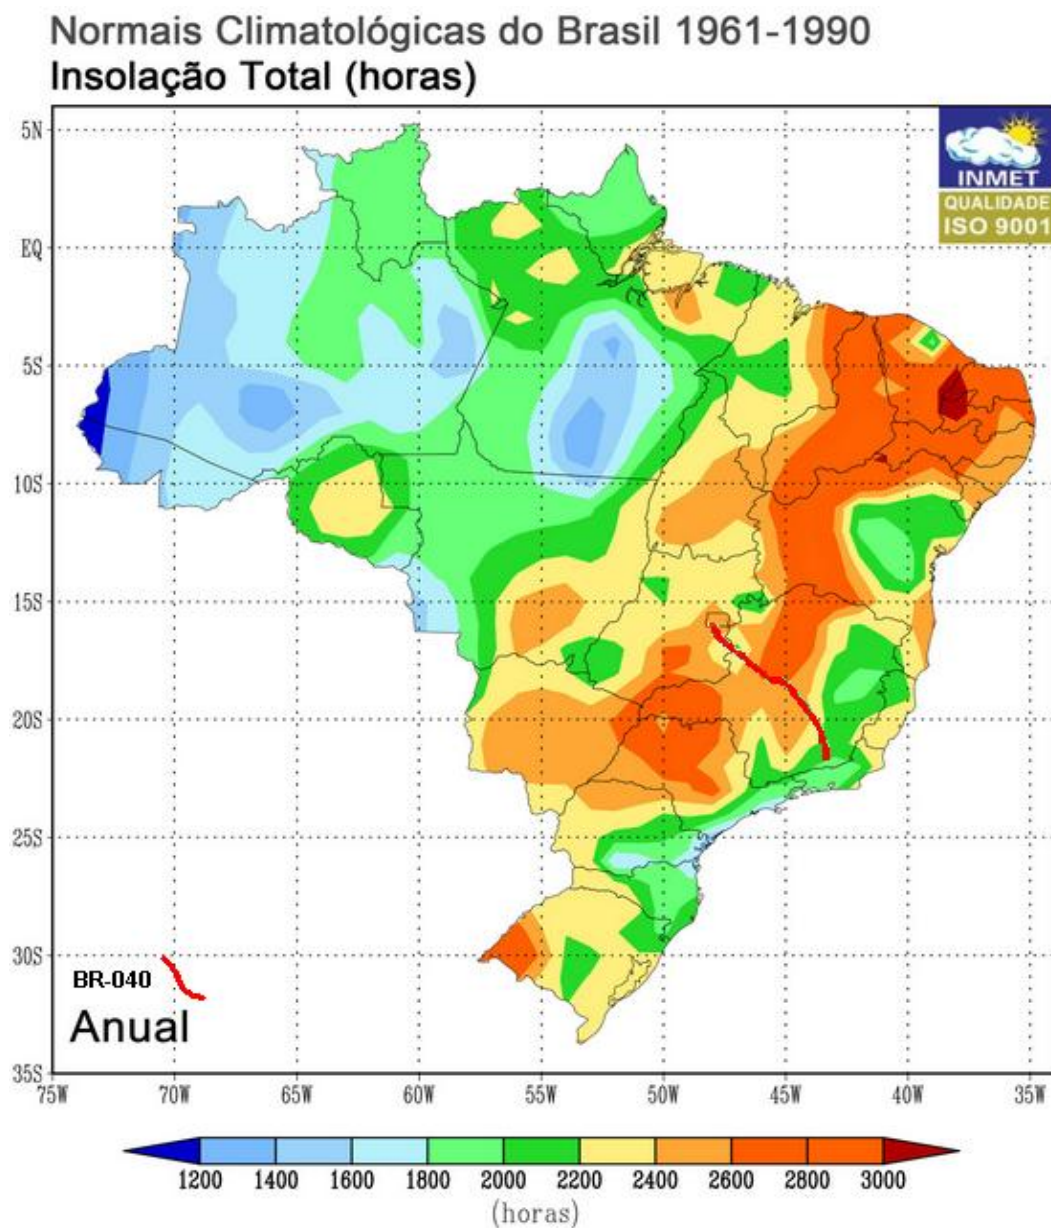 Normais Climatológicas do Brasil 1961-1990
Insolação Total (horas)
INMET
QUALIDADE
ISO 9001
5N
EQ
5S
10S
15S
20S
25S
30S
35S
BR-040
Anual
75W 70W 65W 60W 55W 50W 45W 40W 35W
1200 1400 1600 1800 2000 2200 2400 2600 2800 3000
(horas)